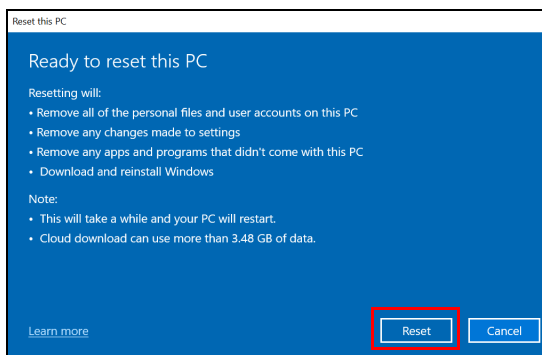 Reset this PC
Ready to reset this PC
Resetting will:
• Remove all of the personal files and user accounts on this PC
• Remove any changes made to settings
• Remove any apps and programs that didn't come with this PC
• Download and reinstall Windows
Note:
• This will take a while and your PC will restart.
• Cloud download can use more than 3.48 GB of data.
Learn more
Reset
Cancel